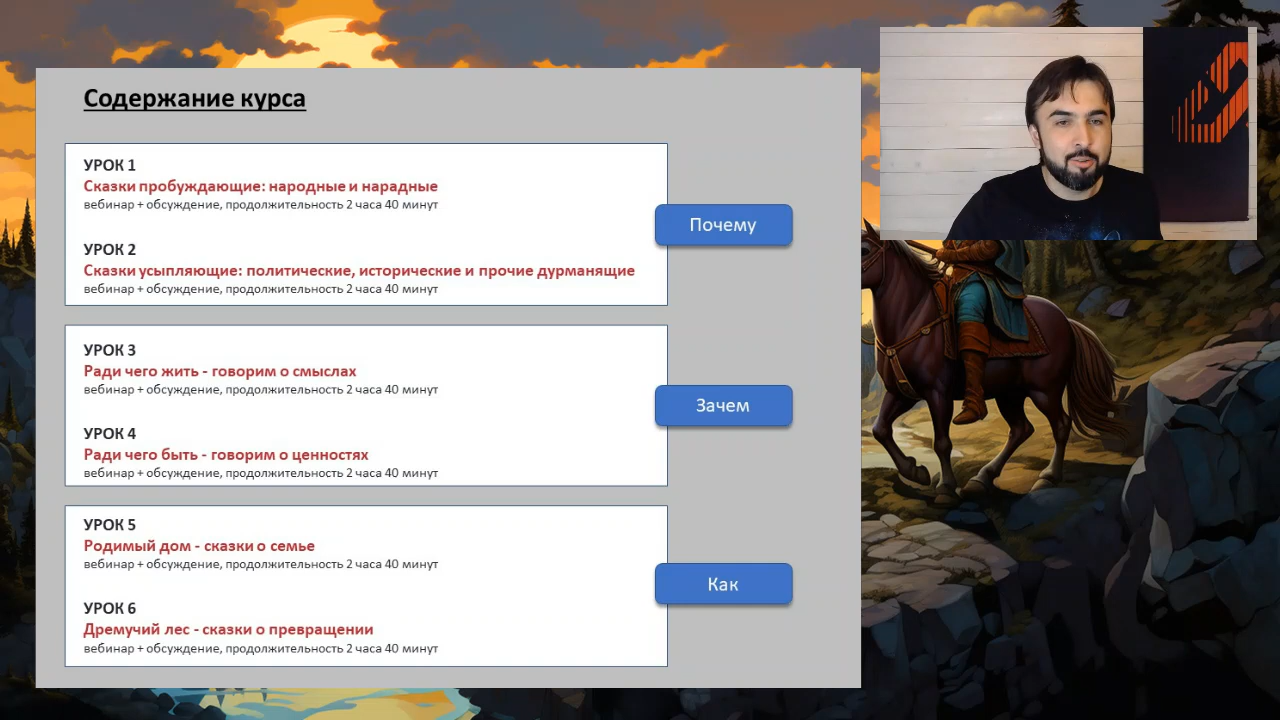 Содержание курса
УРОК 1
Сказки пробуждающие: народные и нарадные
вебинар + обсуждение, продолжительность 2 часа 40 минут
УРОК 2
Сказки усыпляющие: политические, исторические и прочие дурманящие
вебинар + обсуждение, продолжительность 2 часа 40 минут
Почему
УРОК 3
Ради чего жить - говорим о смыслах
вебинар + обсуждение, продолжительность 2 часа 40 минут
УРОК 4
Ради чего быть - говорим о ценностях
вебинар + обсуждение, продолжительность 2 часа 40 минут
Зачем
УРОК 5
Родимый дом - сказки о семье
вебинар + обсуждение, продолжительность 2 часа 40 минут
УРОК 6
Дремучий лес - сказки о превращении
вебинар + обсуждение, продолжительность 2 часа 40 минут
Как